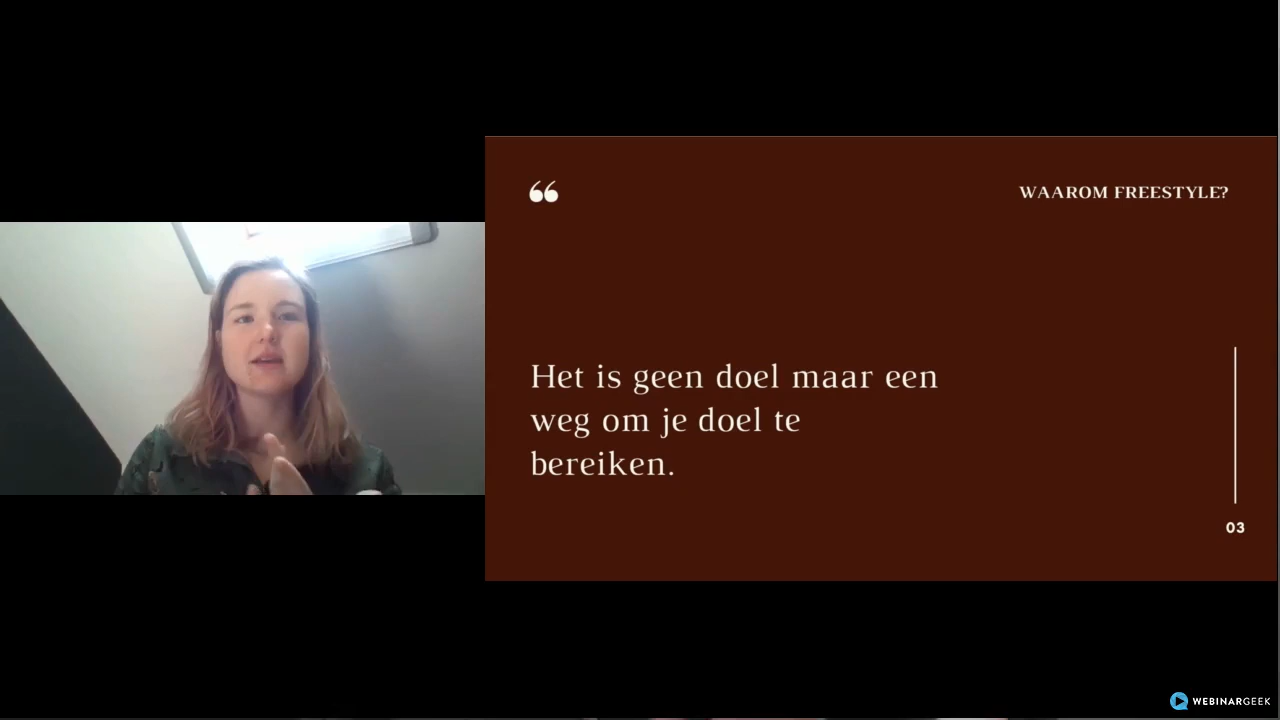 WAAROM FREESTYLE?
Het is geen doel maar een
weg om je doel te
bereiken.
03
WEBINARGEEK